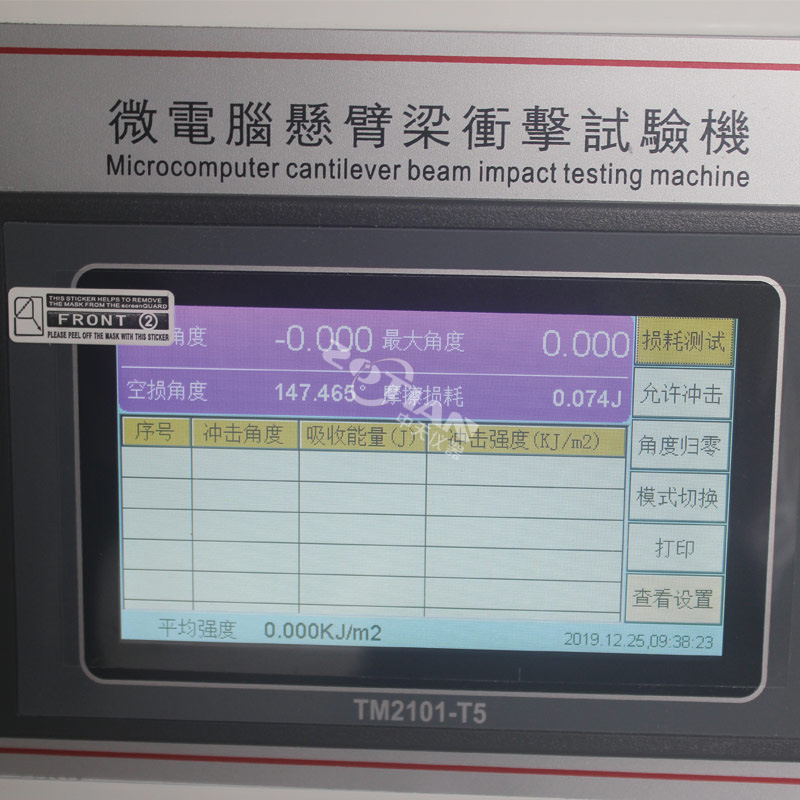 微電腦懸臂梁衝擊試驗機
Microcomputer cantilever beam impact testing machine
THIS STICKER HELPS TO REMOVE
THE MASK FROM THE screenGUARD
FRONT ②
PLEASE PEEL OFF THE MASK WITH THIS STICKER
角度 -0.000 最大角度 0.000
空损角度 147.465° 摩擦损耗 0.074J
序号 冲击角度 吸收能量(J) 冲击强度(KJ/m2)
平均强度 0.000KJ/m2 2019.12.25,09:38:23
损耗测试
允许冲击
角度归零
模式切换
打印
查看设置
中天仪器
TM2101-T5